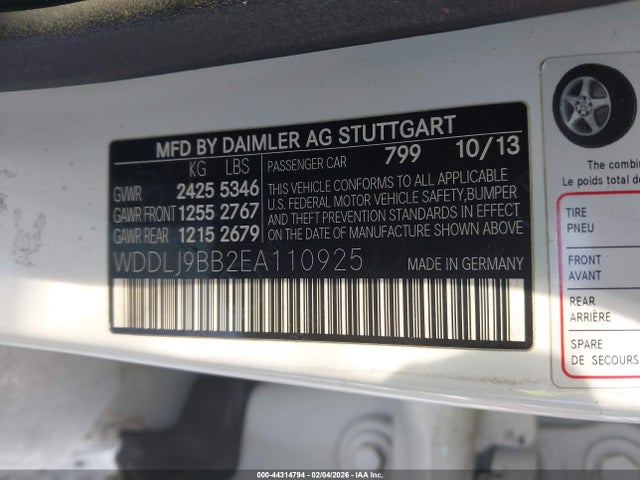 MFD BY DAIMLER AG STUTTGART
KG LBS
PASSENGER CAR 799 10/13
GVWR 2425 5346
GAWR FRONT 1255 2767
GAWR REAR 1215 2679
THIS VEHICLE CONFORMS TO ALL APPLICABLE
U.S. FEDERAL MOTOR VEHICLE SAFETY, BUMPER
AND THEFT PREVENTION STANDARDS IN EFFECT
ON THE DATE OF MANUFACTURE SHOWN ABOVE
WDDLJ9BB2EA110925
MADE IN GERMANY
The combin
Le poids total de
TIRE
PNEU
FRONT
AVANT
REAR
ARRIÈRE
SPARE
DE SECOURS
000-44314794 - 02/04/2026 - IAA Inc.